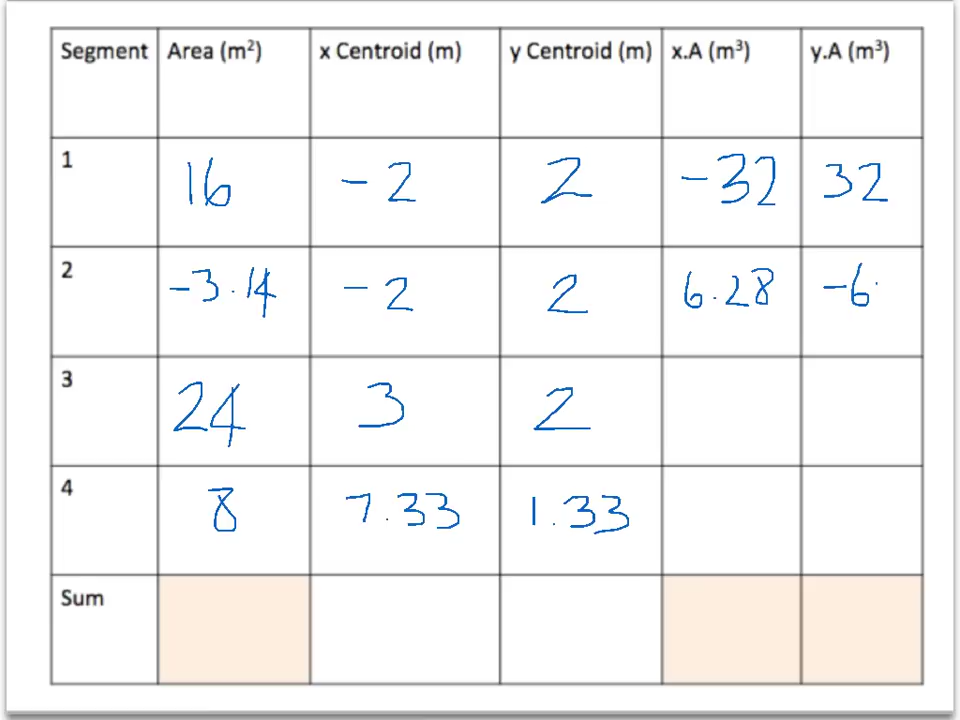 Segment Area (m²) x Centroid (m) y Centroid (m) x.A (m³) y.A (m³)
1 16 -2 2 -32 32
2 -3.14 -2 2 6.28 -6.
3 24 3 2
4 8 7.33 1.33
Sum